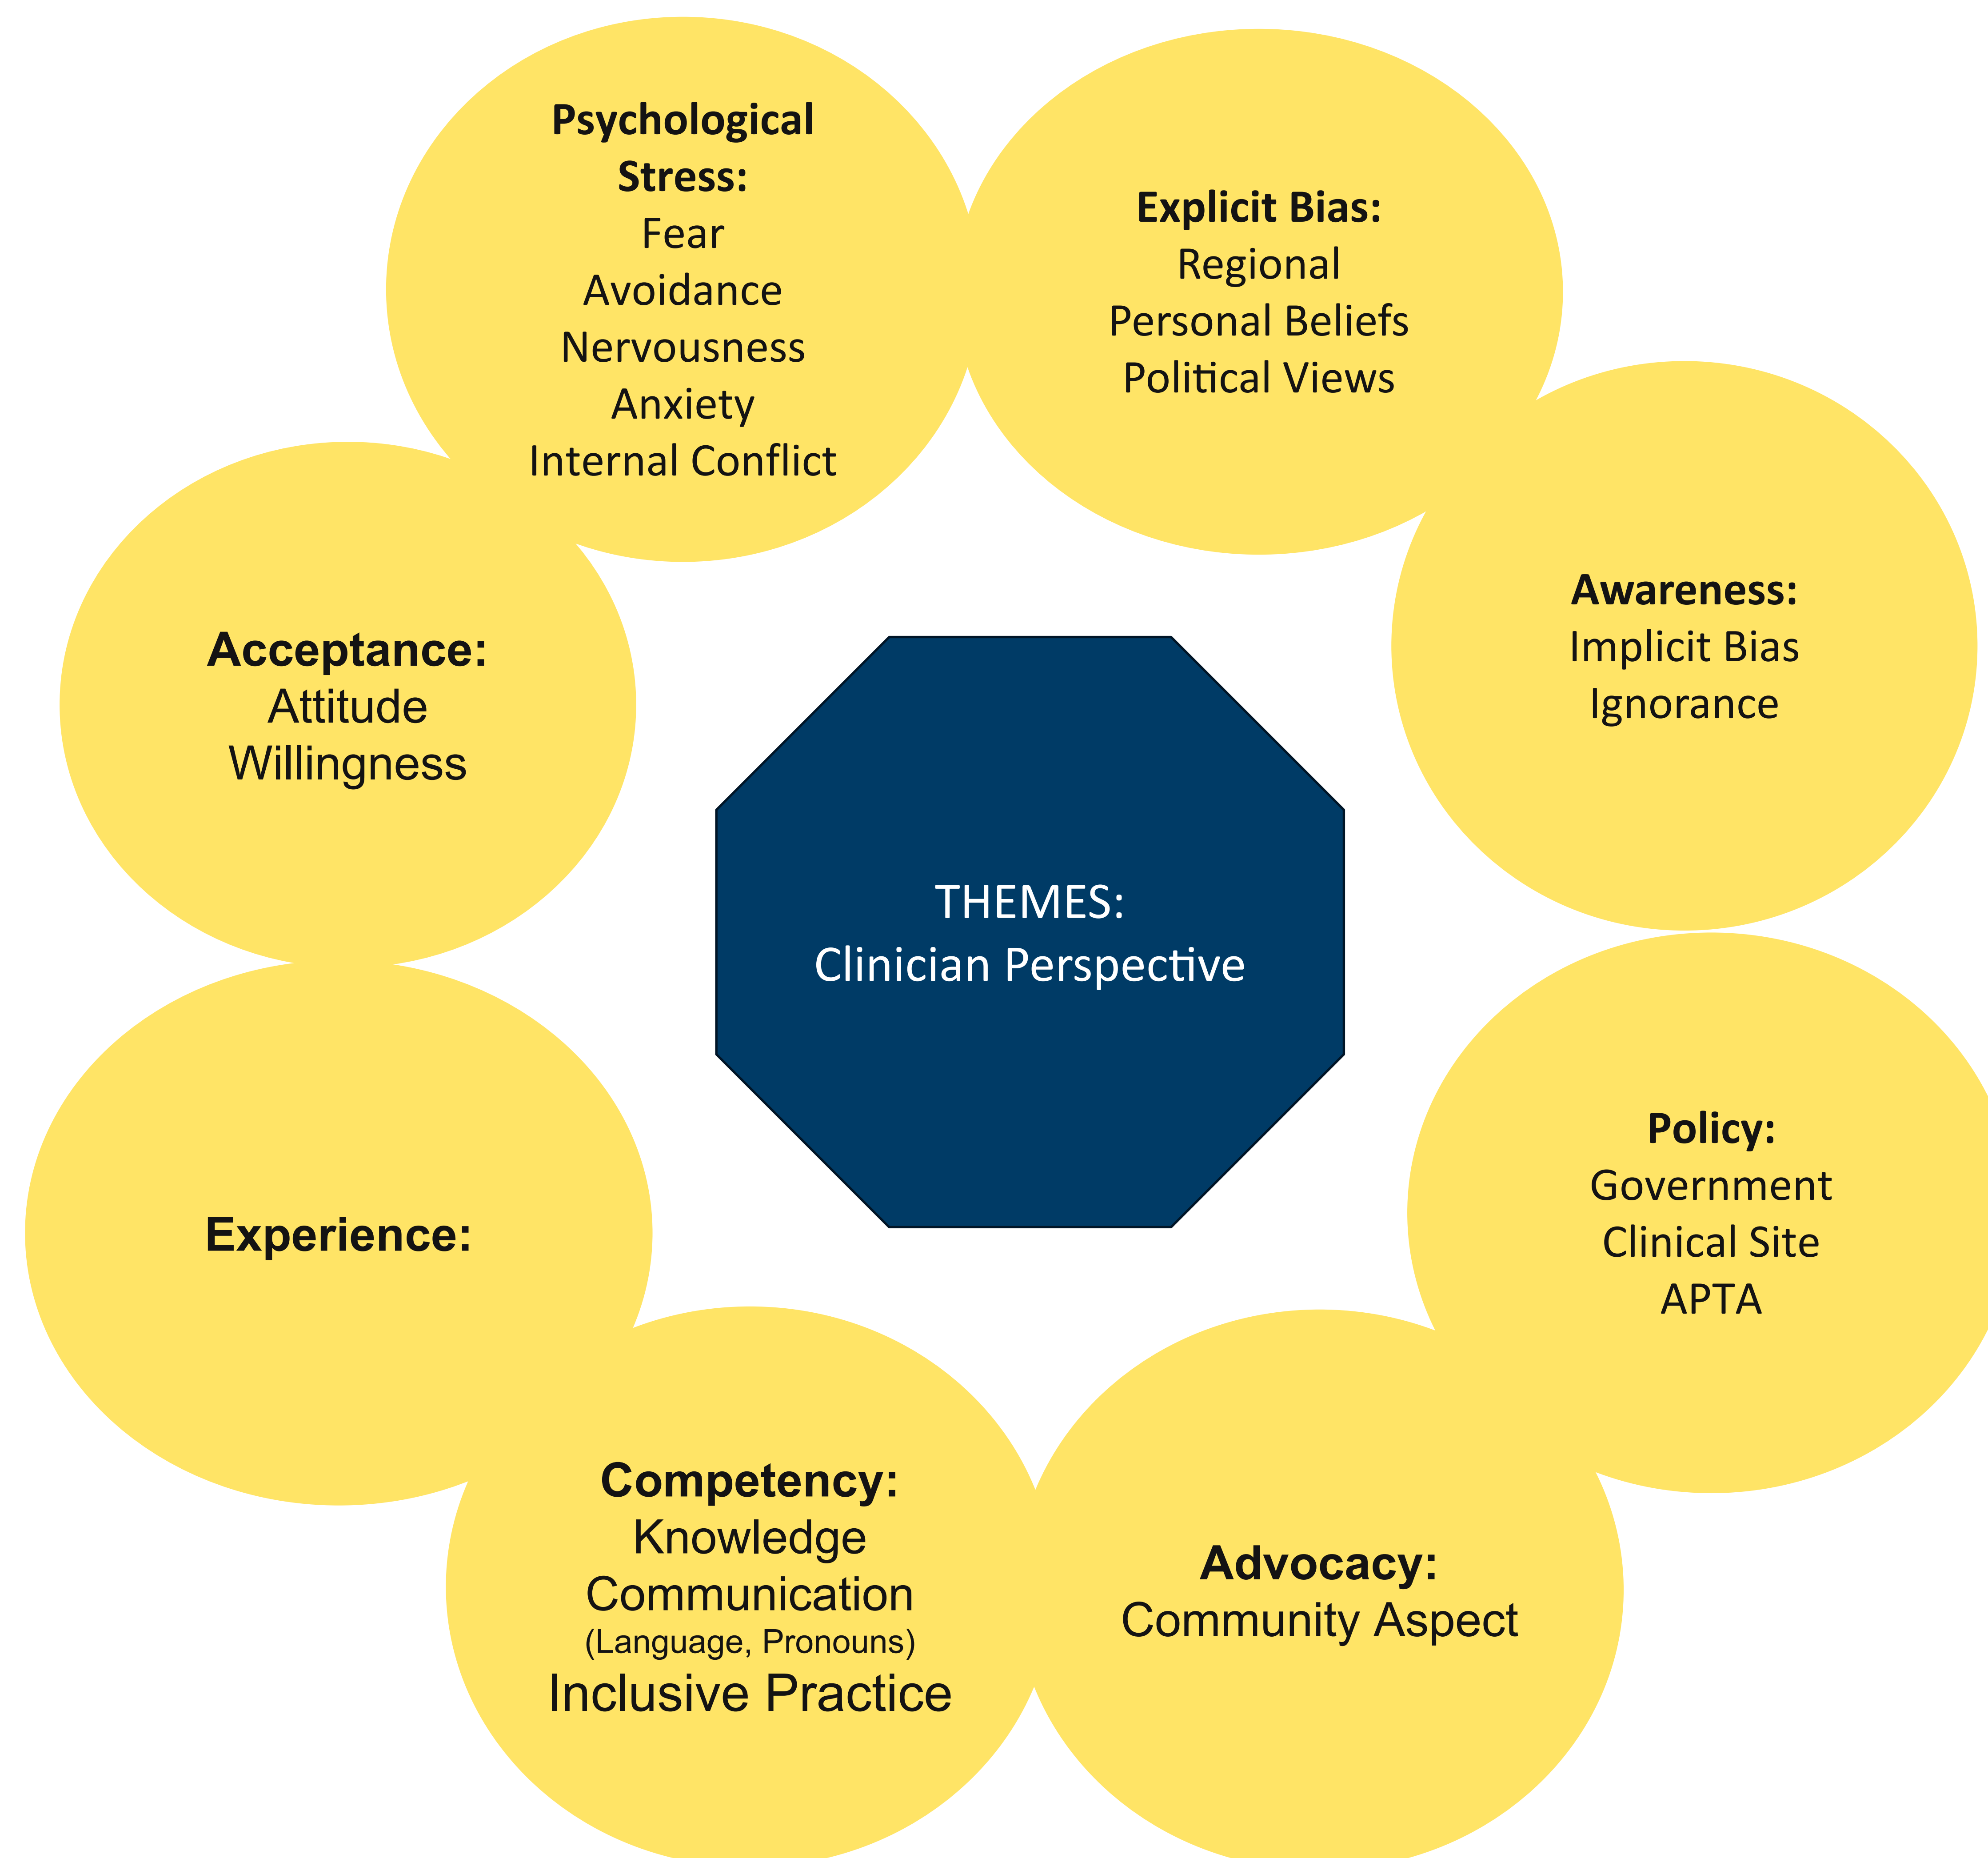 Psychological
Stress:
Fear
Avoidance
Nervousness
Anxiety
Internal Conflict
Explicit Bias:
Regional
Personal Beliefs
Political Views
Awareness:
Implicit Bias
Ignorance
Acceptance:
Attitude
Willingness
THEMES:
Clinician Perspective
Policy:
Government
Clinical Site
APTA
Experience:
Competency:
Knowledge
Communication
(Language, Pronouns)
Inclusive Practice
Advocacy:
Community Aspect